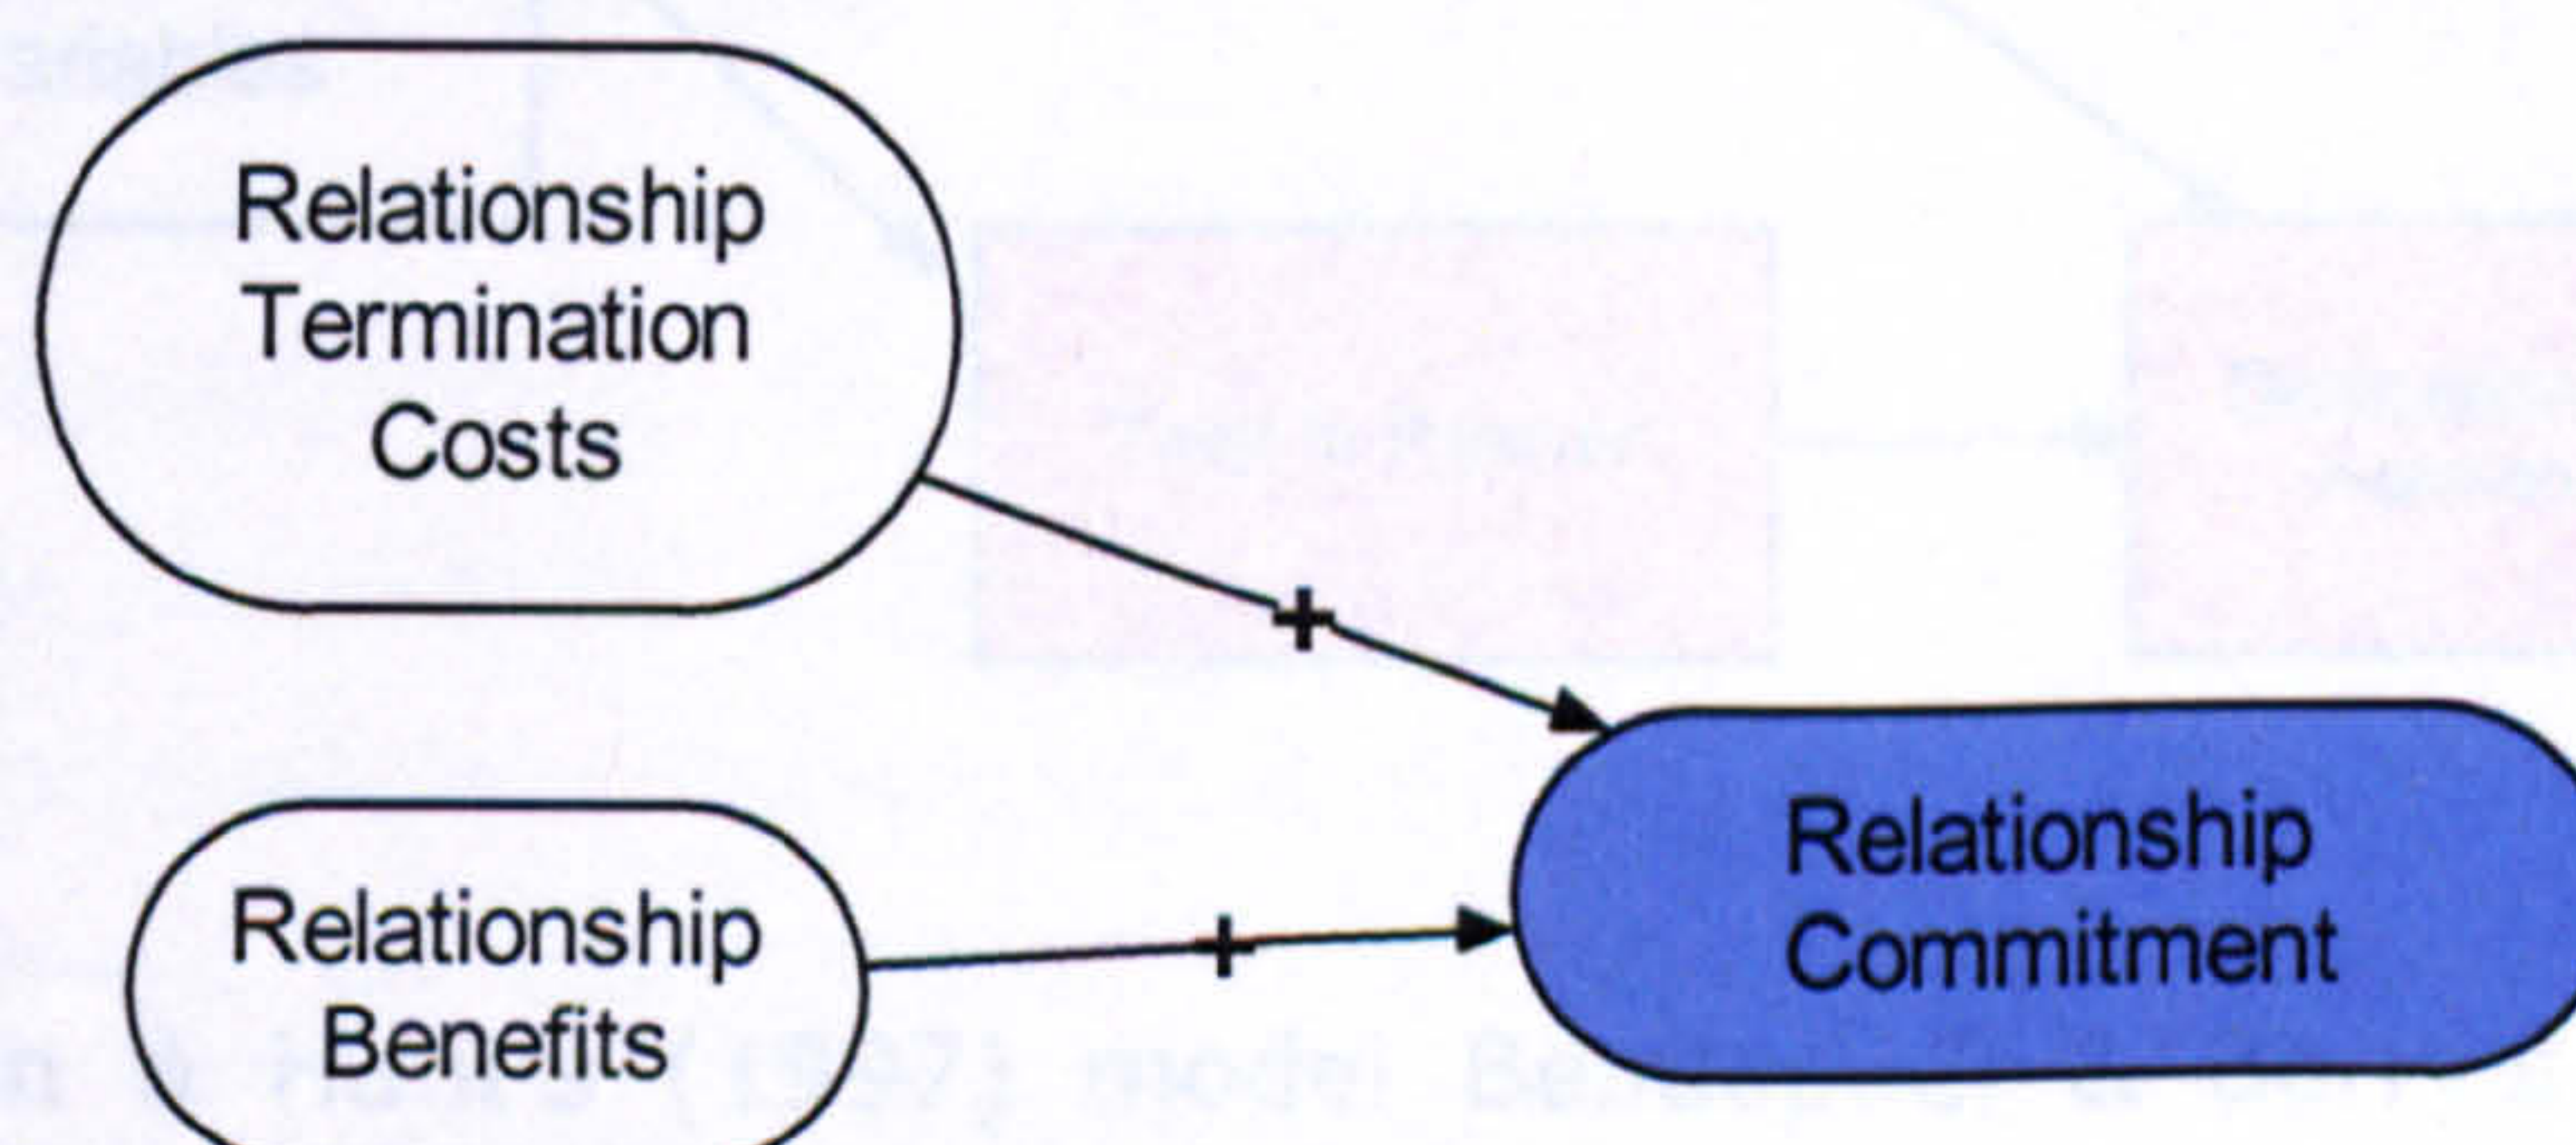 Relationship
Termination
Costs
+
+
Relationship
Commitment
Relationship
Benefits